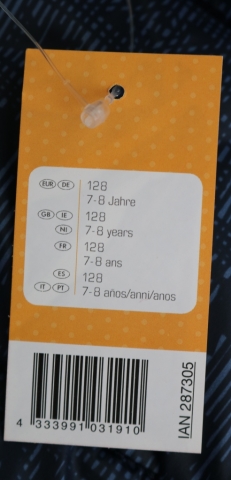 EUR DE 128
7-8 Jahre
GB IE 128
NI 7-8 years
FR 128
7-8 ans
ES 128
IT PT 7-8 años/anni/anos
IAN 287305
4 333991 031910